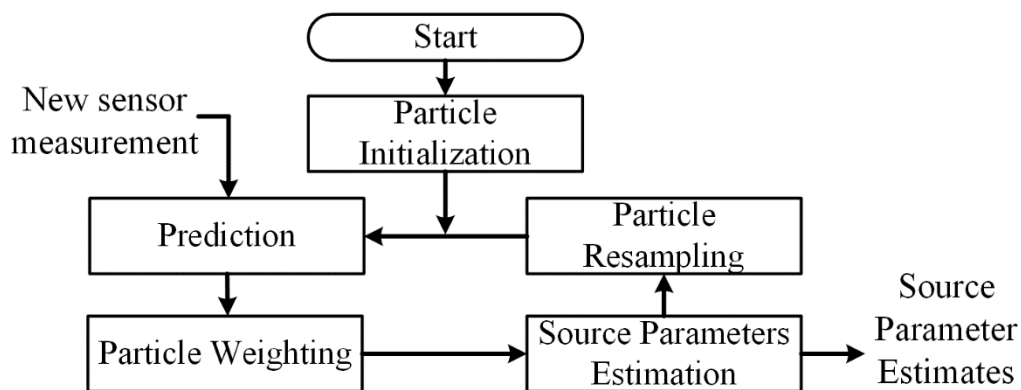 Start
Particle
Initialization
New sensor
measurement
Prediction
Particle
Resampling
Particle Weighting
Source Parameters
Estimation
Source
Parameter
Estimates